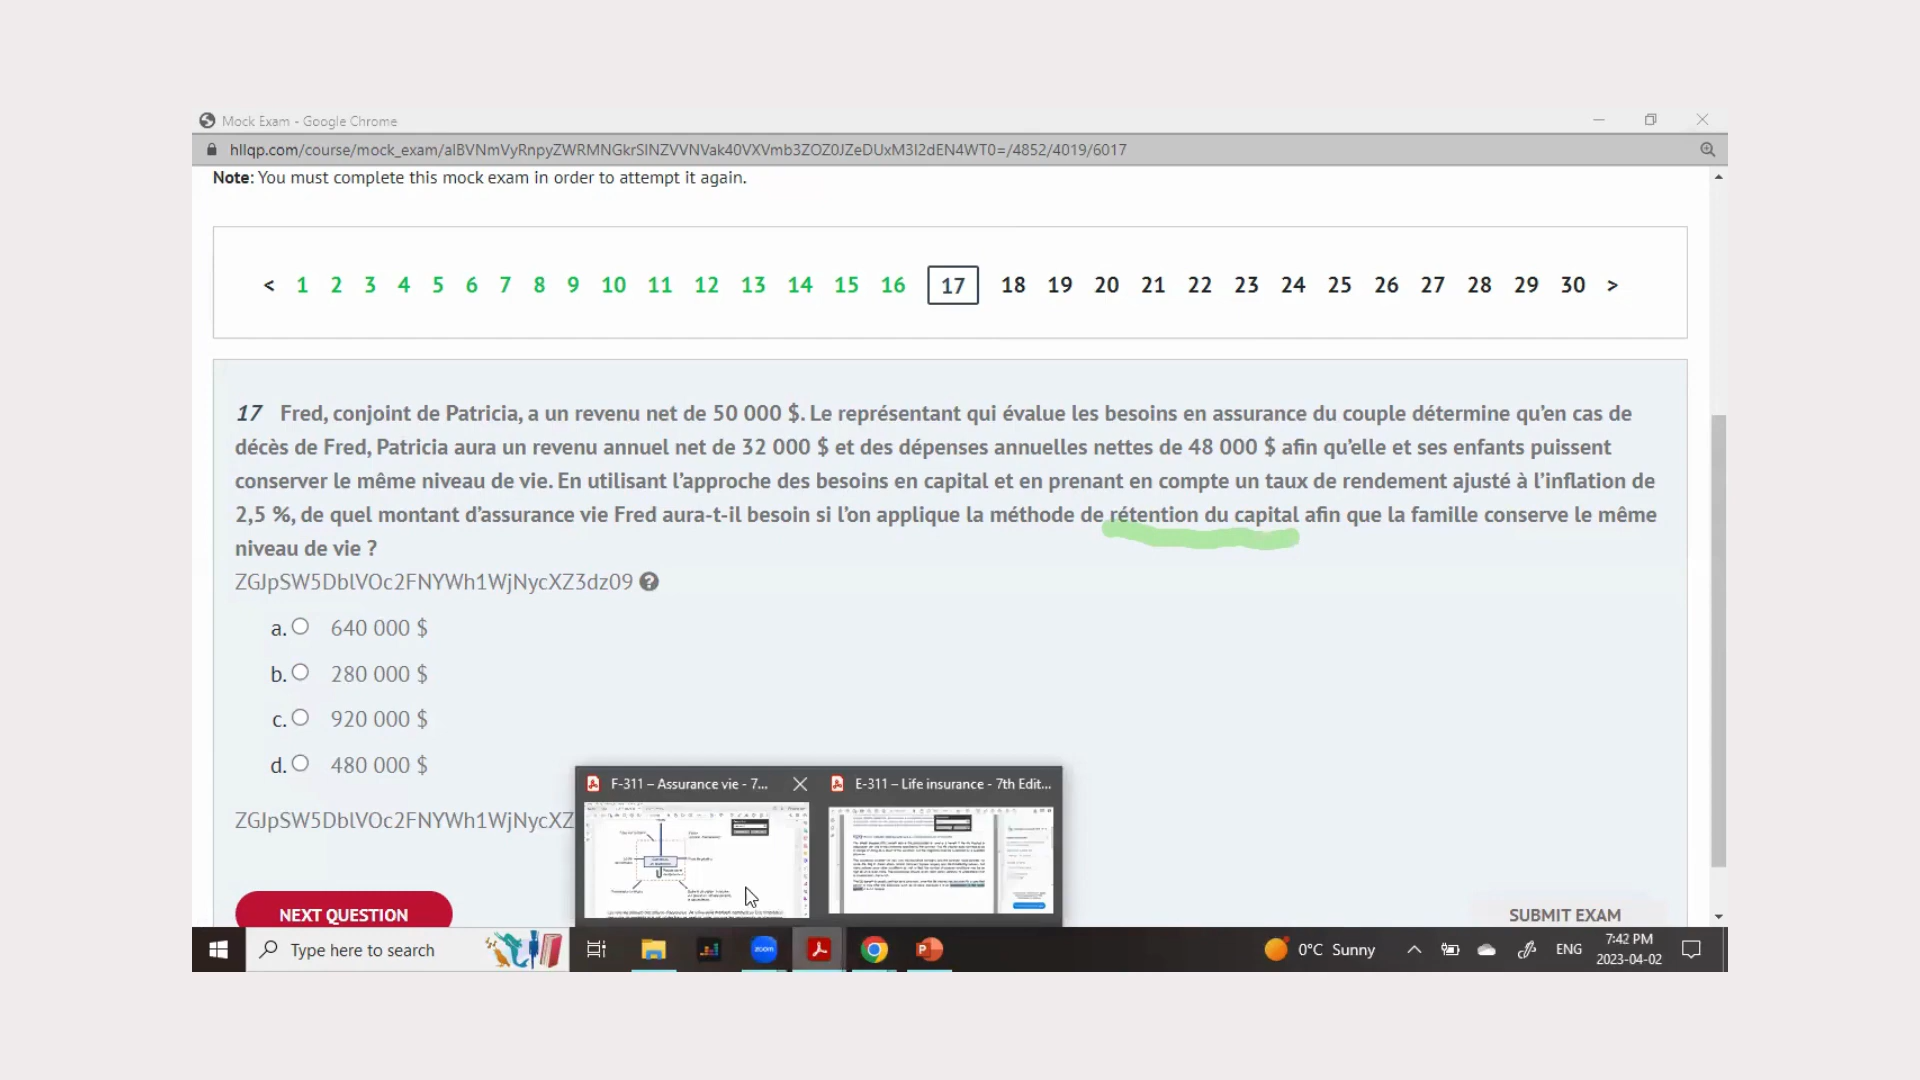 Mock Exam - Google Chrome
Note: You must complete this mock exam in order to attempt it again.
< 1 2 3 4 5 6 7 8 9 10 11 12 13 14 15 16 17 18 19 20 21 22 23 24 25 26 27 28 29 30 >
17 Fred, conjoint de Patricia, a un revenu net de 50 000 $. Le représentant qui évalue les besoins en assurance du couple détermine qu’en cas de
décès de Fred, Patricia aura un revenu annuel net de 32 000 $ et des dépenses annuelles nettes de 48 000 $ afin qu’elle et ses enfants puissent
conserver le même niveau de vie. En utilisant l’approche des besoins en capital et en prenant en compte un taux de rendement ajusté à l’inflation de
2,5 %, de quel montant d’assurance vie Fred aura-t-il besoin si l’on applique la méthode de rétention du capital afin que la famille conserve le même
niveau de vie ?
ZGJpSW5DblVOc2FNYWh1WjNycXZ3dz09
a. 640 000 $
b. 280 000 $
c. 920 000 $
d. 480 000 $
F-311 – Assurance vie - 7... E-311 – Life insurance - 7th Edit...
ZGJpSW5DblVOc2FNYWh1WjNycXZ
NEXT QUESTION
SUBMIT EXAM
Type here to search
zoom
0°C Sunny
ENG
7:42 PM
2023-04-02